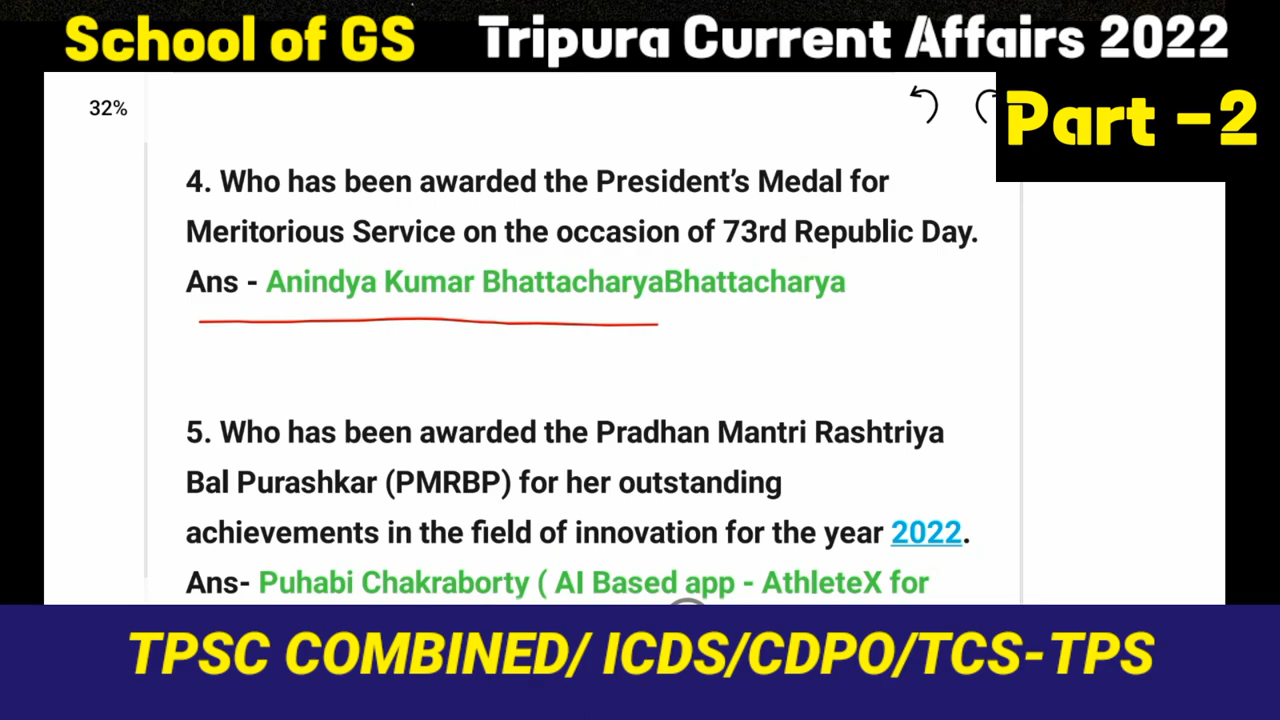 School of GS Tripura Current Affairs 2022
32%
Part -2
4. Who has been awarded the President's Medal for
Meritorious Service on the occasion of 73rd Republic Day.
Ans - Anindya Kumar BhattacharyaBhattacharya
5. Who has been awarded the Pradhan Mantri Rashtriya
Bal Purashkar (PMRBP) for her outstanding
achievements in the field of innovation for the year 2022.
Ans- Puhabi Chakraborty ( AI Based app - AthleteX for
TPSC COMBINED/ ICDS/CDPO/TCS-TPS